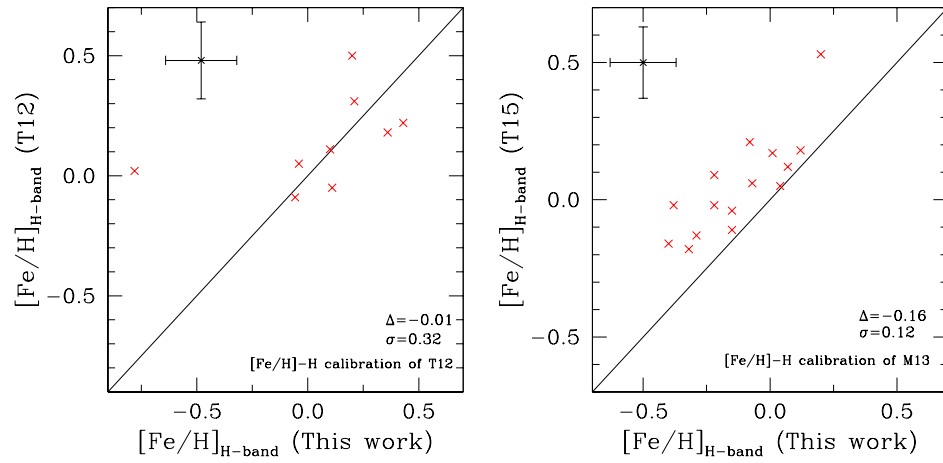 [Fe/H]H-band (T12)
0.5
0.0
−0.5
Δ=−0.01
σ=0.32
[Fe/H]−H calibration of T12
−0.5 0.0 0.5
[Fe/H]H-band (This work)
[Fe/H]H-band (T15)
0.5
0.0
−0.5
Δ=−0.16
σ=0.12
[Fe/H]−H calibration of M13
−0.5 0.0 0.5
[Fe/H]H-band (This work)